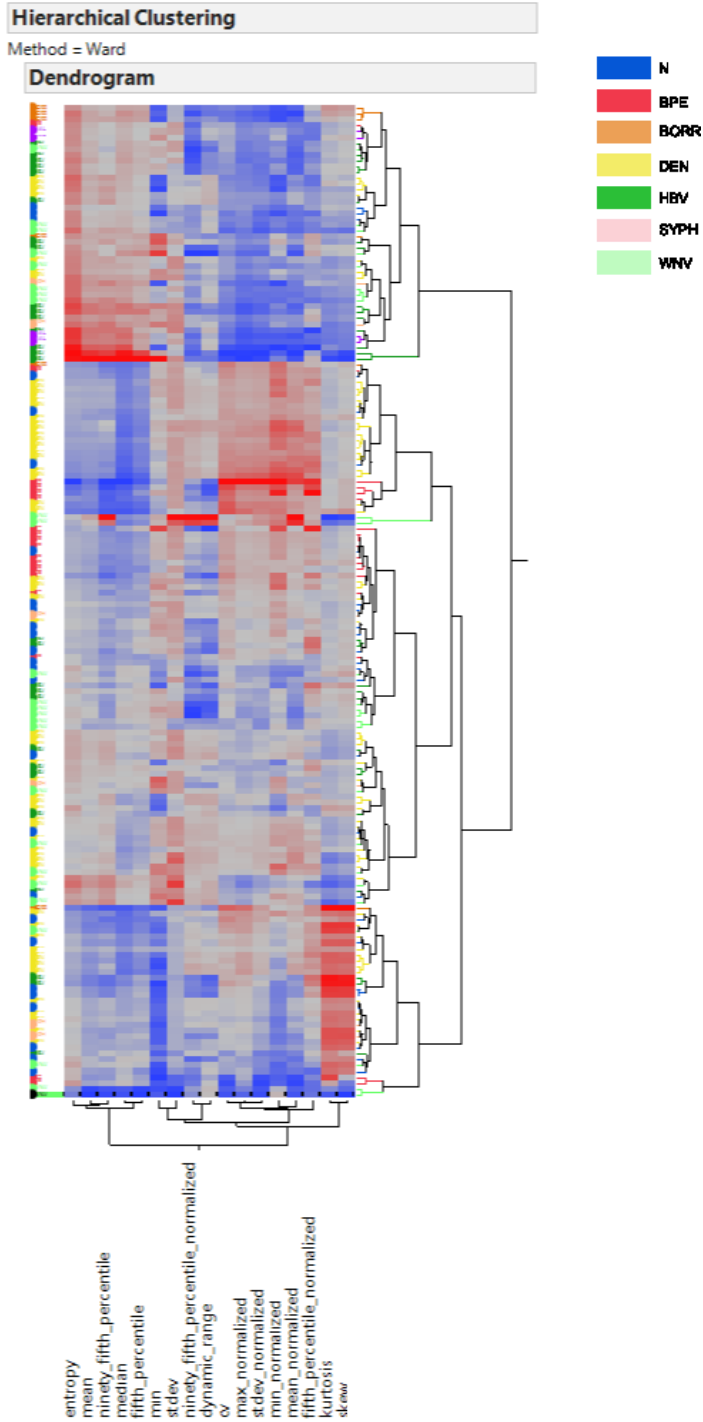 Hierarchical Clustering
Method = Ward
Dendrogram
N
BPE
BORR
DEN
HBV
SYPH
WNV
entropy
mean
ninety_fifth_percentile
median
fifth_percentile
min
stdev
ninety_fifth_percentile_normalized
dynamic_range
cv
max_normalized
stdev_normalized
min_normalized
mean_normalized
fifth_percentile_normalized
kurtosis
skew